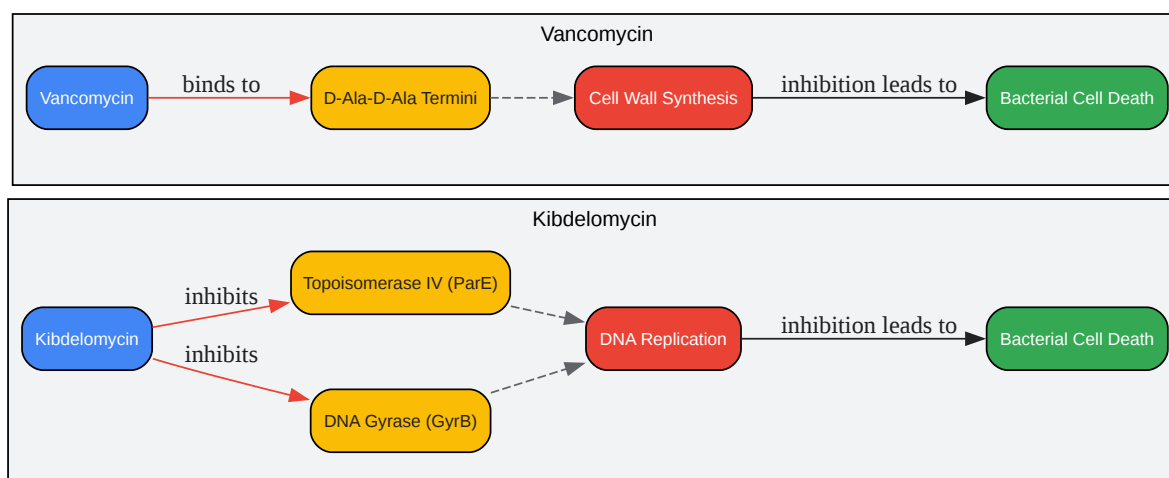 Vancomycin
Vancomycin
binds to
D-Ala-D-Ala Termini
Cell Wall Synthesis
inhibition leads to
Bacterial Cell Death
Kibdelomycin
Kibdelomycin
inhibits
inhibits
Topoisomerase IV (ParE)
DNA Gyrase (GyrB)
DNA Replication
inhibition leads to
Bacterial Cell Death